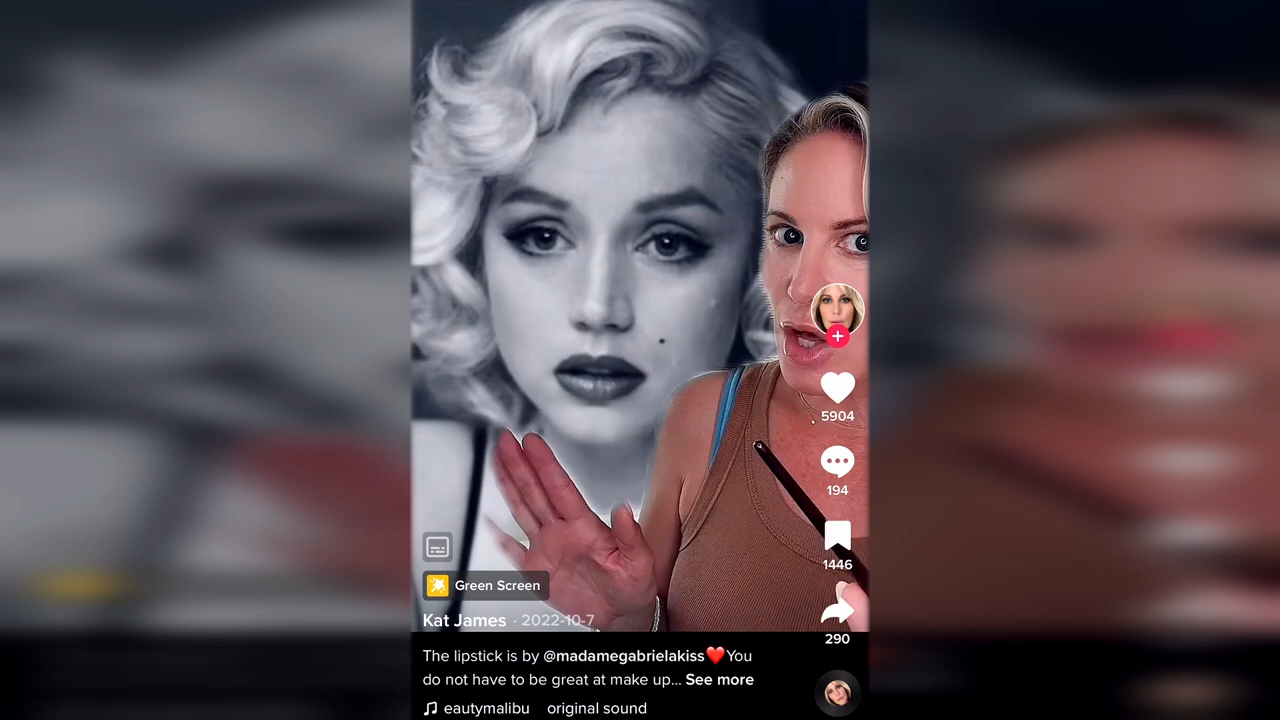 5904
194
1446
290
Green Screen
Kat James · 2022-10-7
The lipstick is by @madamegabrielakiss❤️You
do not have to be great at make up... See more
eautymalibu original sound